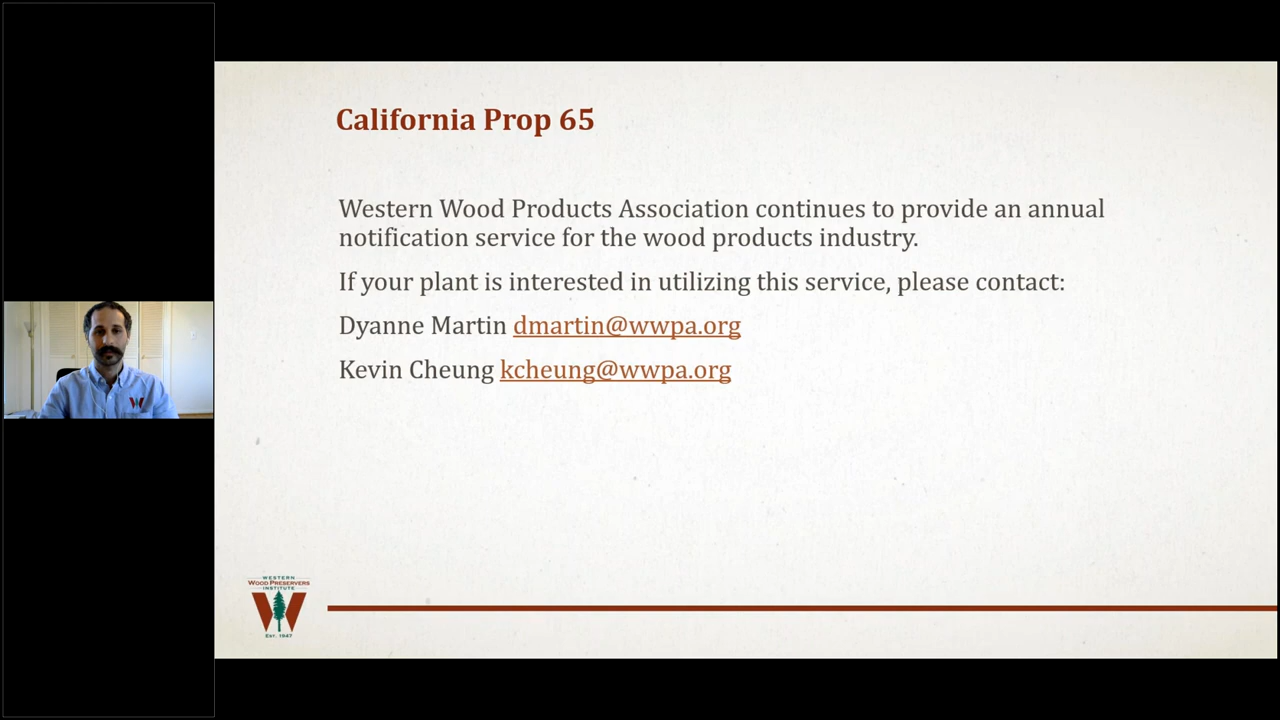 California Prop 65
Western Wood Products Association continues to provide an annual
notification service for the wood products industry.
If your plant is interested in utilizing this service, please contact:
Dyanne Martin dmartin@wwpa.org
Kevin Cheung kcheung@wwpa.org
WESTERN
WOOD PRESERVERS
INSTITUTE
EST. 1947